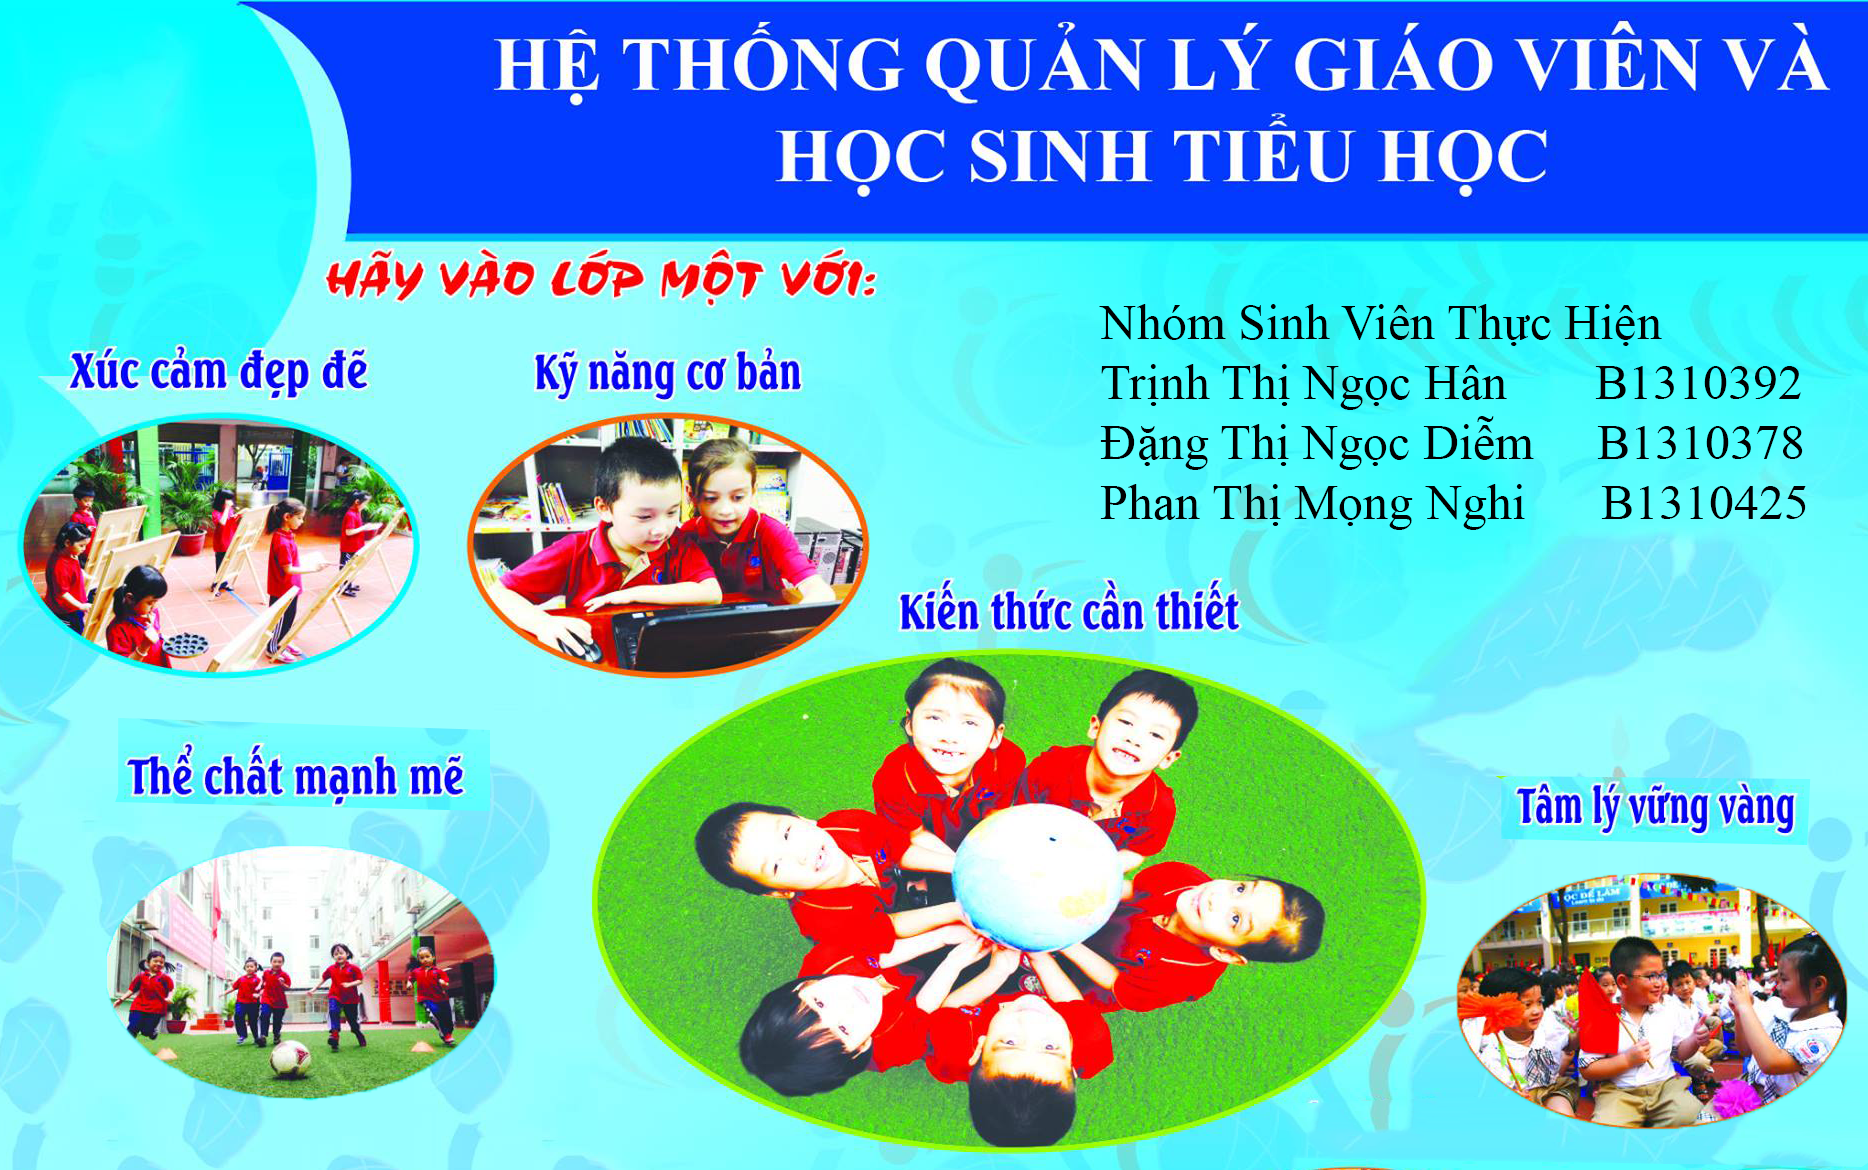 HỆ THỐNG QUẢN LÝ GIÁO VIÊN VÀ
HỌC SINH TIỂU HỌC
HÃY VÀO LỚP MỘT VỚI:
Xúc cảm đẹp đẽ
Kỹ năng cơ bản
Nhóm Sinh Viên Thực Hiện
Trịnh Thị Ngọc Hân B1310392
Đặng Thị Ngọc Diễm B1310378
Phan Thị Mọng Nghi B1310425
Kiến thức cần thiết
Thể chất mạnh mẽ
Tâm lý vững vàng